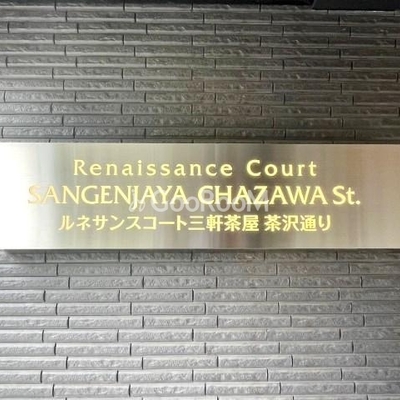 Renaissance Court
SANGENJAYA CHAZAWA St.
GOOROOM
ルネサンスコート三軒茶屋 茶沢通り